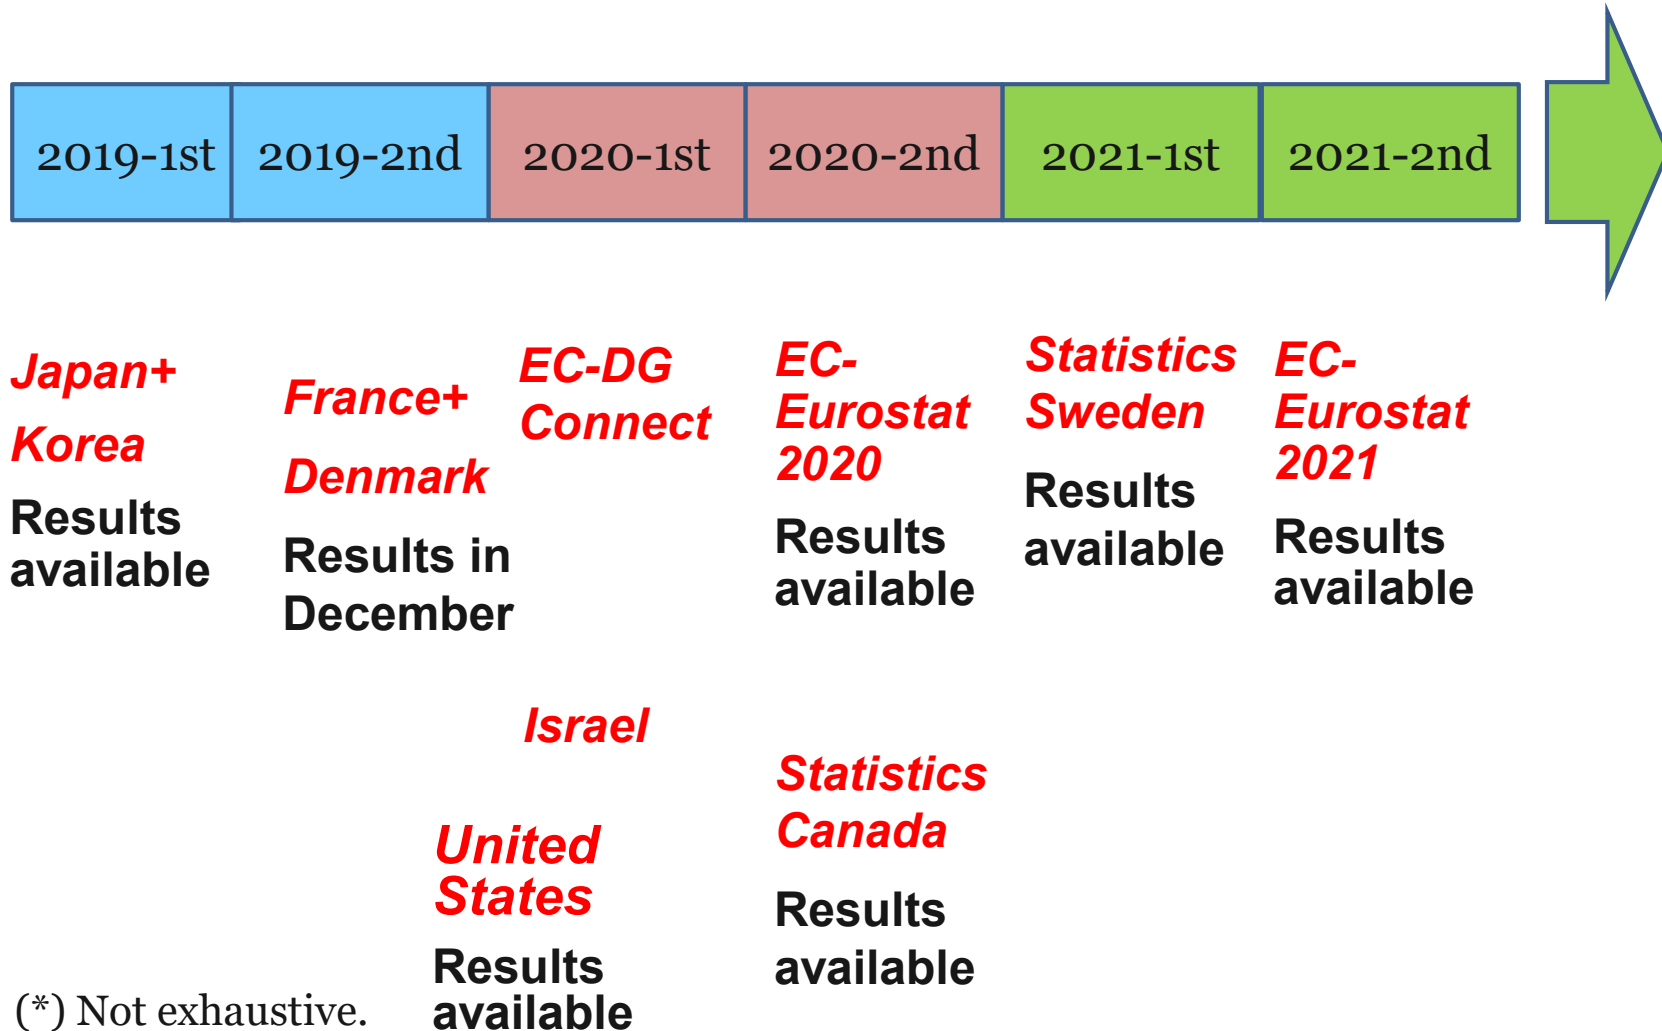 2019-1st
2019-2nd
2020-1st
2020-2nd
2021-1st
2021-2nd
Japan+
Korea
Results
available
France+
Denmark
Results in
December
EC-DG
Connect
Israel
United
States
Results
available
EC-
Eurostat
2020
Results
available
Statistics
Canada
Results
available
Statistics
Sweden
Results
available
EC-
Eurostat
2021
Results
available
(*) Not exhaustive.